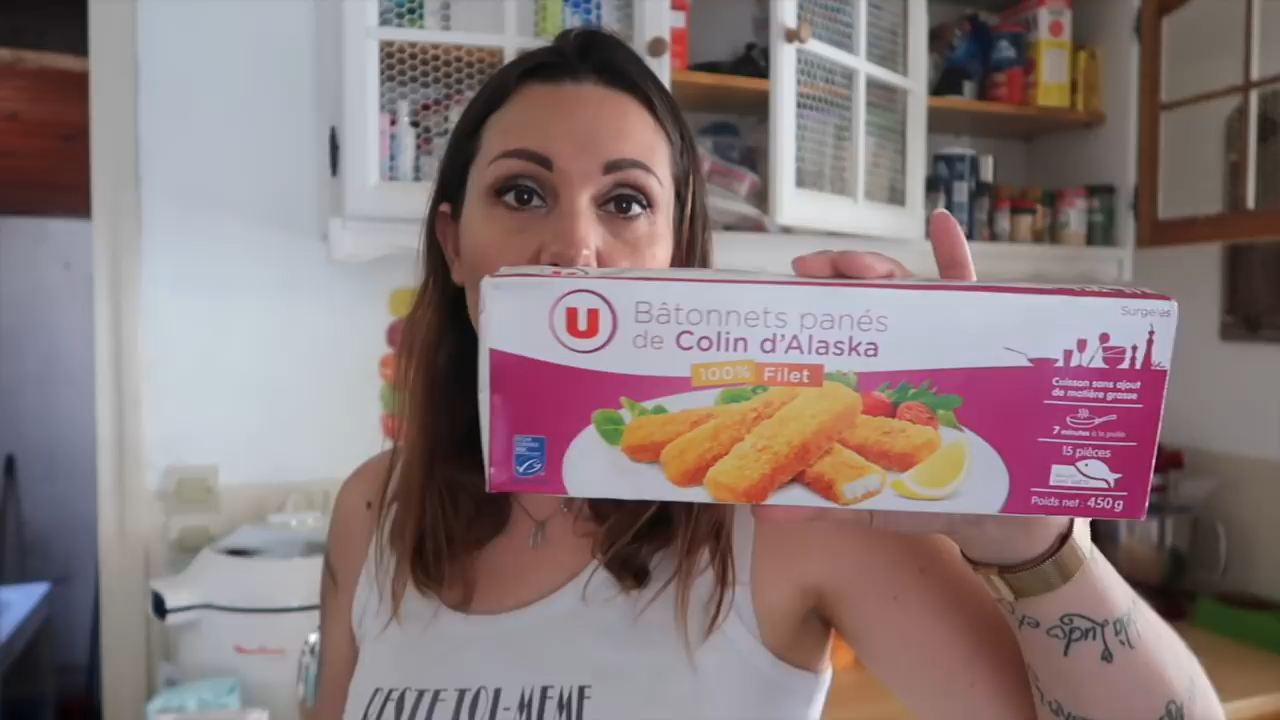 U
Bâtonnets panés
de Colin d'Alaska
100% Filet
Surgelés
Cuisson sans ajout
de matière grasse
7 minutes à la poêle
15 pièces
Poids net : 450 g
RESTE TOI-MEME